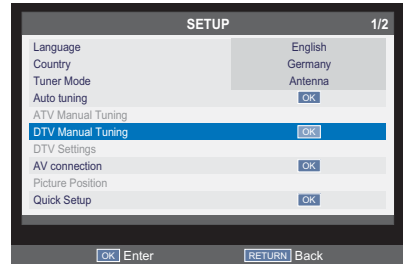 SETUP 1/2
Language English
Country Germany
Tuner Mode Antenna
Auto tuning OK
ATV Manual Tuning
DTV Manual Tuning OK
DTV Settings
AV connection OK
Picture Position
Quick Setup OK
OK Enter RETURN Back